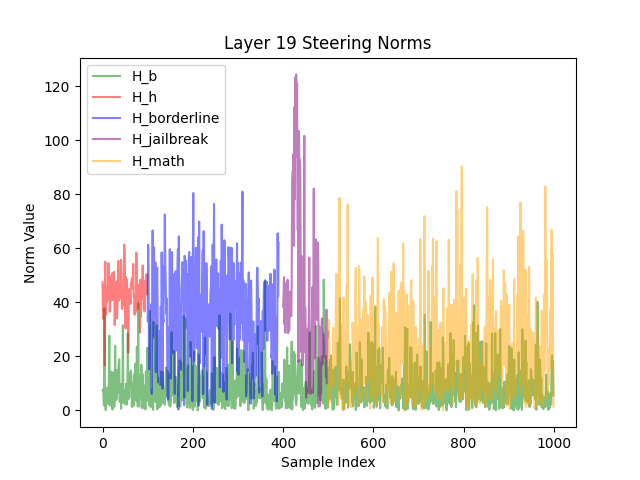 Layer 19 Steering Norms
H_b
H_h
H_borderline
H_jailbreak
H_math
Norm Value
120
100
80
60
40
20
0
0 200 400 600 800 1000
Sample Index